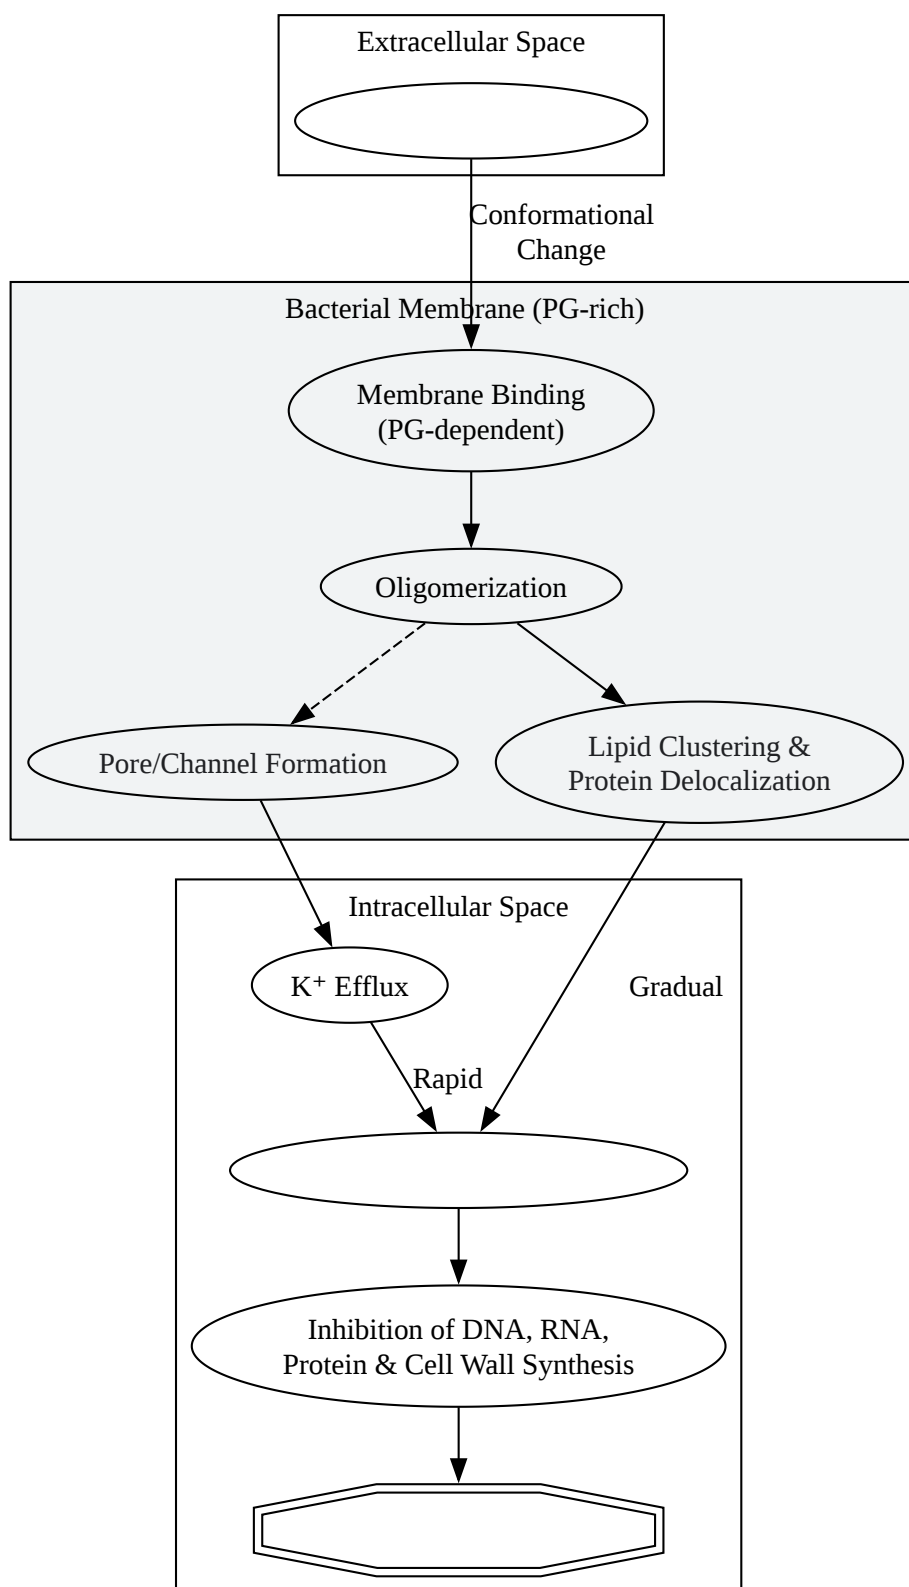 Extracellular Space
Conformational
Change
Bacterial Membrane (PG-rich)
Membrane Binding
(PG-dependent)
Oligomerization
Pore/Channel Formation
Lipid Clustering &
Protein Delocalization
Intracellular Space
K⁺ Efflux
Gradual
Rapid
Inhibition of DNA, RNA,
Protein & Cell Wall Synthesis